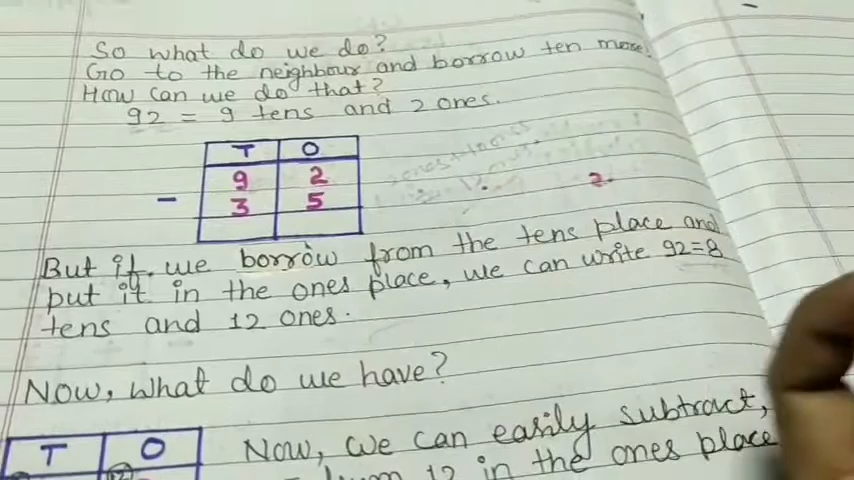 So what do we do?
Go to the neighbour and borrow ten more.
How can we do that?
92 = 9 tens and 2 ones.
T O
9 2
2.
- 3 5
But if we borrow from the tens place and
put it in the ones place, we can write 92=8
tens and 12 ones.
Now, what do we have?
T O
Now, we can easily subtract,
12 in the ones place